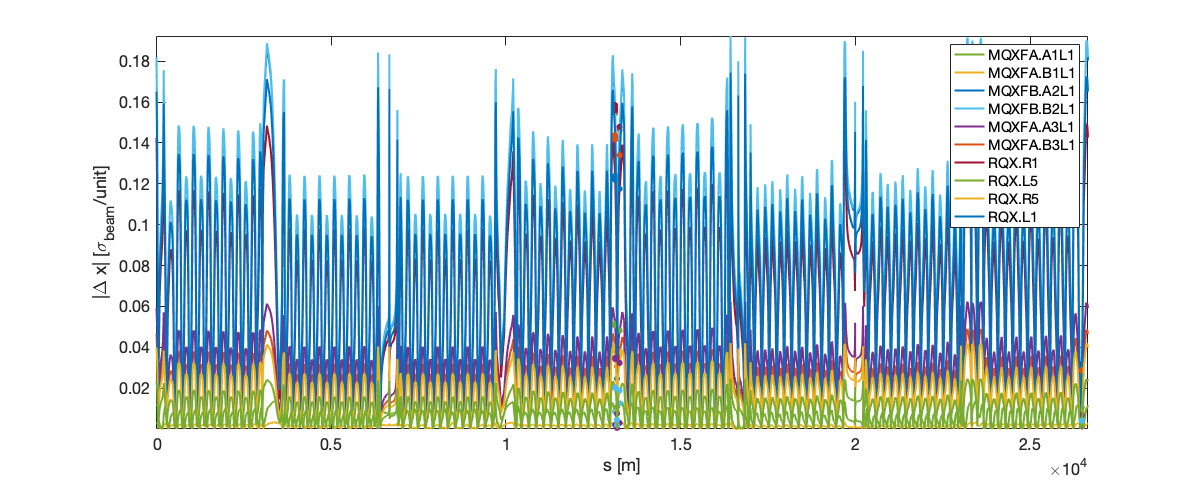 0.18
0.16
0.14
0.12
0.1
0.08
0.06
0.04
0.02
|Δ x| [σbeam/unit]
MQXFA.A1L1
MQXFA.B1L1
MQXFB.A2L1
MQXFB.B2L1
MQXFA.A3L1
MQXFA.B3L1
RQX.R1
RQX.L5
RQX.R5
RQX.L1
0 0.5 1 1.5 2 2.5
s [m]
×10⁴